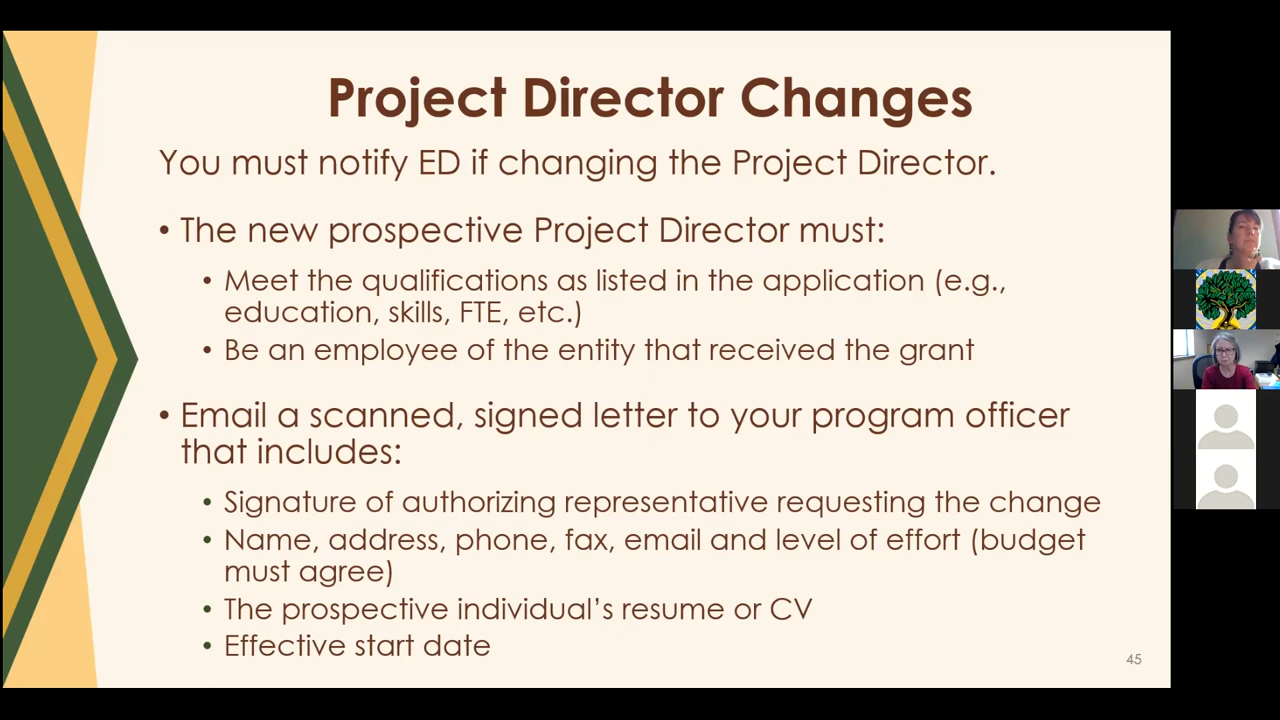 Project Director Changes
You must notify ED if changing the Project Director.
• The new prospective Project Director must:
• Meet the qualifications as listed in the application (e.g.,
education, skills, FTE, etc.)
• Be an employee of the entity that received the grant
• Email a scanned, signed letter to your program officer
that includes:
• Signature of authorizing representative requesting the change
• Name, address, phone, fax, email and level of effort (budget
must agree)
• The prospective individual’s resume or CV
• Effective start date
45